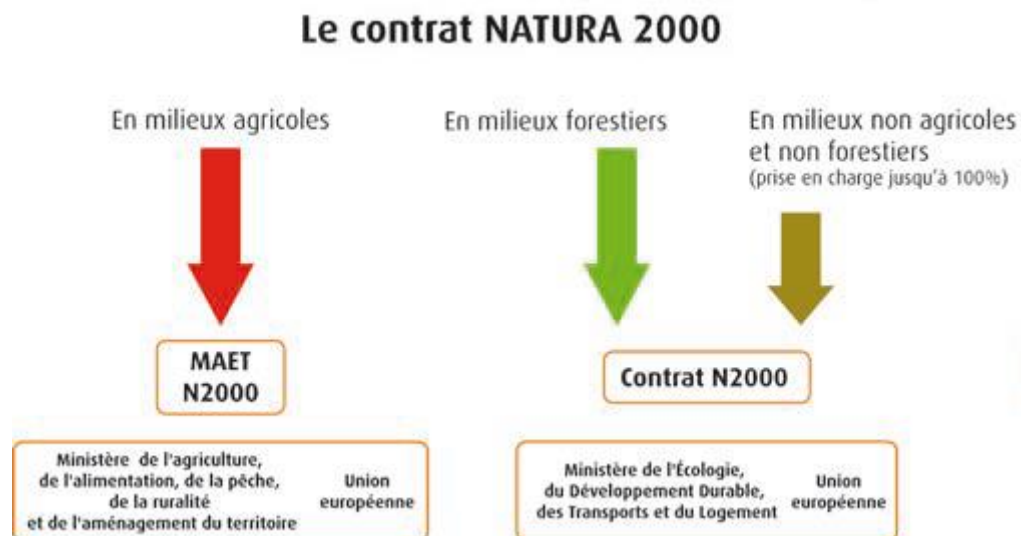 Le contrat NATURA 2000
En milieux agricoles
En milieux forestiers
En milieux non agricoles
et non forestiers
(prise en charge jusqu'à 100%)
MAET
N2000
Contrat N2000
Ministère de l'agriculture,
de l'alimentation, de la pêche,
de la ruralité
et de l'aménagement du territoire
Union
européenne
Ministère de l'Écologie,
du Développement Durable,
des Transports et du Logement
Union
européenne